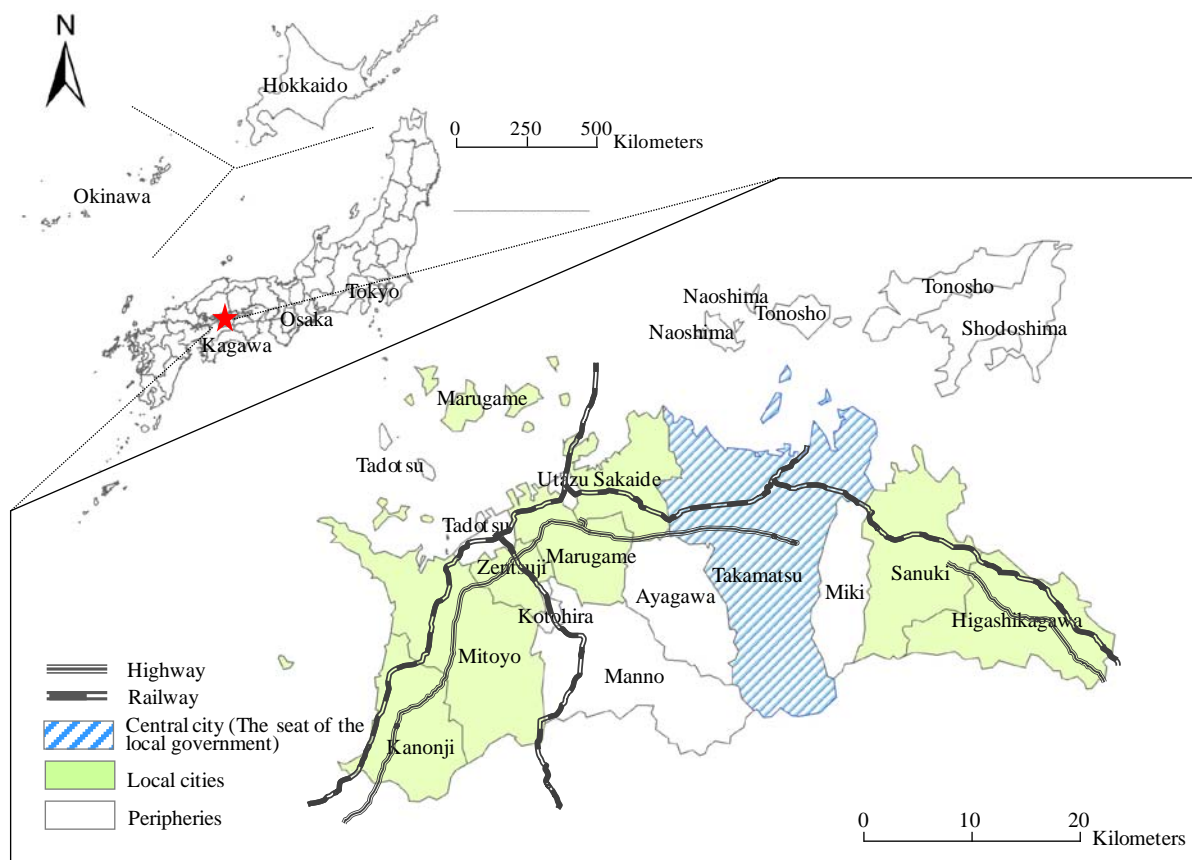 N
Hokkaido
0 250 500
Kilometers
Okinawa
Tokyo
Osaka
Kagawa
Tonosho
Naoshima
Tonosho
Naoshima
Shodoshima
Marugame
Tadotsu
Utazu Sakaide
Tadotsu
Marugame
Zentsuji
Takamatsu
Sanuki
Ayagawa
Miki
Kotohira
Higashikagawa
Mitoyo
Manno
Kanonji
Highway
Railway
Central city (The seat of the
local government)
Local cities
Peripheries
0 10 20
Kilometers